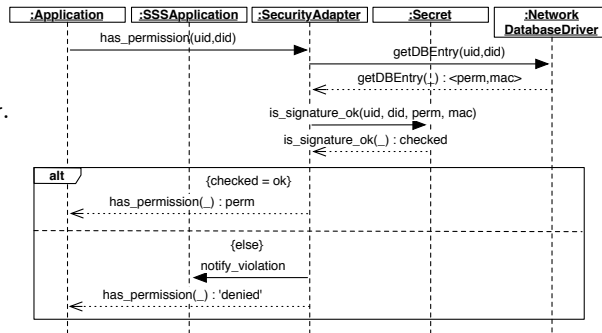 :Application :SSSApplication :SecurityAdapter :Secret :Network
DatabaseDriver
has_permission(uid,did)
getDBEntry(uid,did)
getDBEntry(_) : <perm,mac>
r.
is_signature_ok(uid, did, perm, mac)
is_signature_ok(_) : checked
alt
{checked = ok}
has_permission(_) : perm
{else}
notify_violation
has_permission(_) : 'denied'